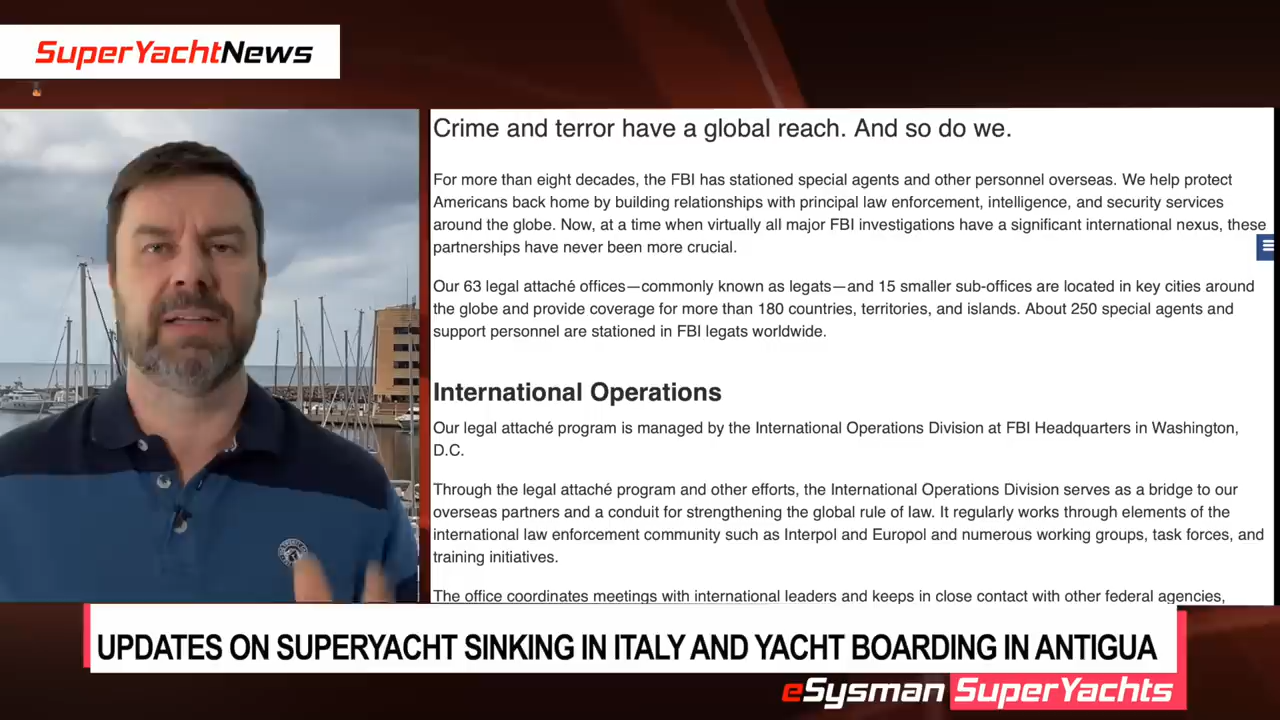 SuperYachtNews
Crime and terror have a global reach. And so do we.
For more than eight decades, the FBI has stationed special agents and other personnel overseas. We help protect
Americans back home by building relationships with principal law enforcement, intelligence, and security services
around the globe. Now, at a time when virtually all major FBI investigations have a significant international nexus, these
partnerships have never been more crucial.
Our 63 legal attaché offices—commonly known as legats—and 15 smaller sub-offices are located in key cities around
the globe and provide coverage for more than 180 countries, territories, and islands. About 250 special agents and
support personnel are stationed in FBI legats worldwide.
International Operations
Our legal attaché program is managed by the International Operations Division at FBI Headquarters in Washington,
D.C.
Through the legal attaché program and other efforts, the International Operations Division serves as a bridge to our
overseas partners and a conduit for strengthening the global rule of law. It regularly works through elements of the
international law enforcement community such as Interpol and Europol and numerous working groups, task forces, and
training initiatives.
The office coordinates meetings with international leaders and keeps in close contact with other federal agencies,
UPDATES ON SUPERYACHT SINKING IN ITALY AND YACHT BOARDING IN ANTIGUA
eSysman SuperYachts